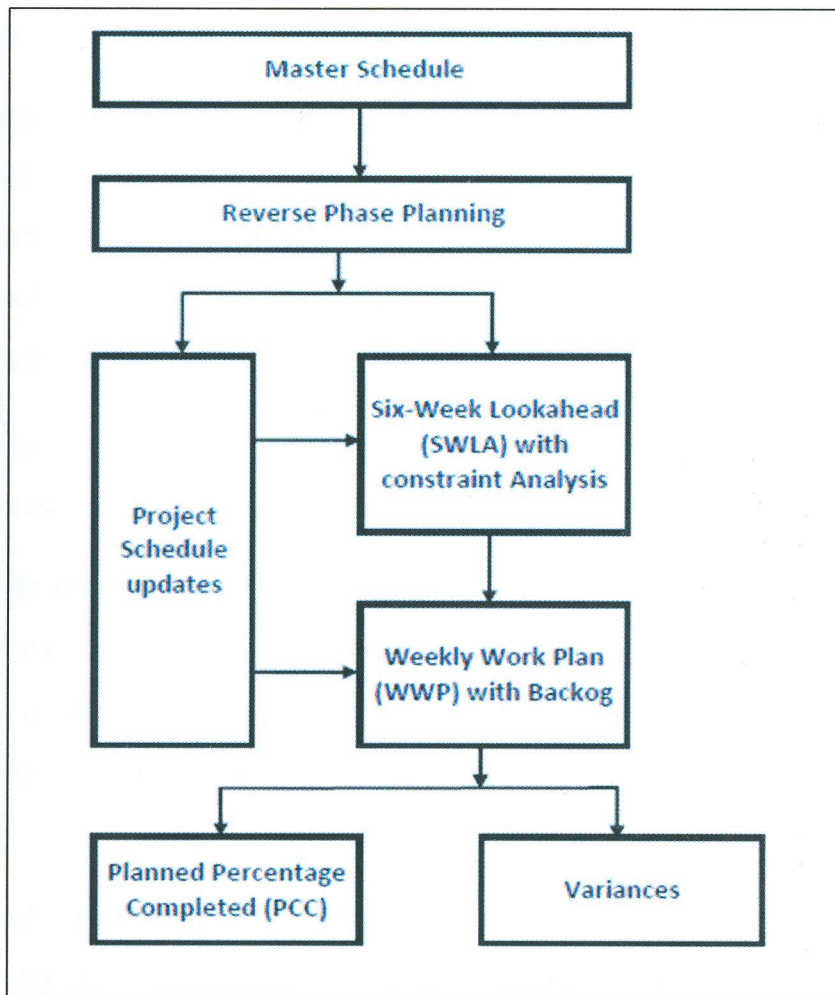 Master Schedule
Reverse Phase Planning
Six-Week Lookahead
(SWLA) with
constraint Analysis
Project
Schedule
updates
Weekly Work Plan
(WWP) with Backog
Planned Percentage
Completed (PCC)
Variances